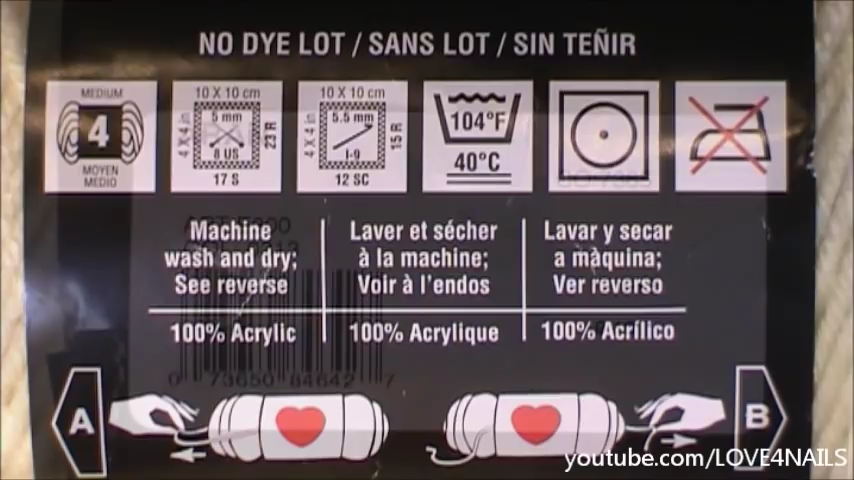 NO DYE LOT / SANS LOT / SIN TEÑIR
MEDIUM
4
MOYEN
MEDIO
10 X 10 cm
4 X 4 in
5 mm
8 US
23 R
17 S
10 X 10 cm
4 X 4 in
5.5 mm
I-9
15 R
12 SC
104°F
40°C
Machine
wash and dry;
See reverse
Laver et sécher
à la machine;
Voir à l'endos
Lavar y secar
a màquina;
Ver reverso
100% Acrylic
100% Acrylique
100% Acrílico
0 73650 84642 7
A
B
youtube.com/LOVE4NAILS